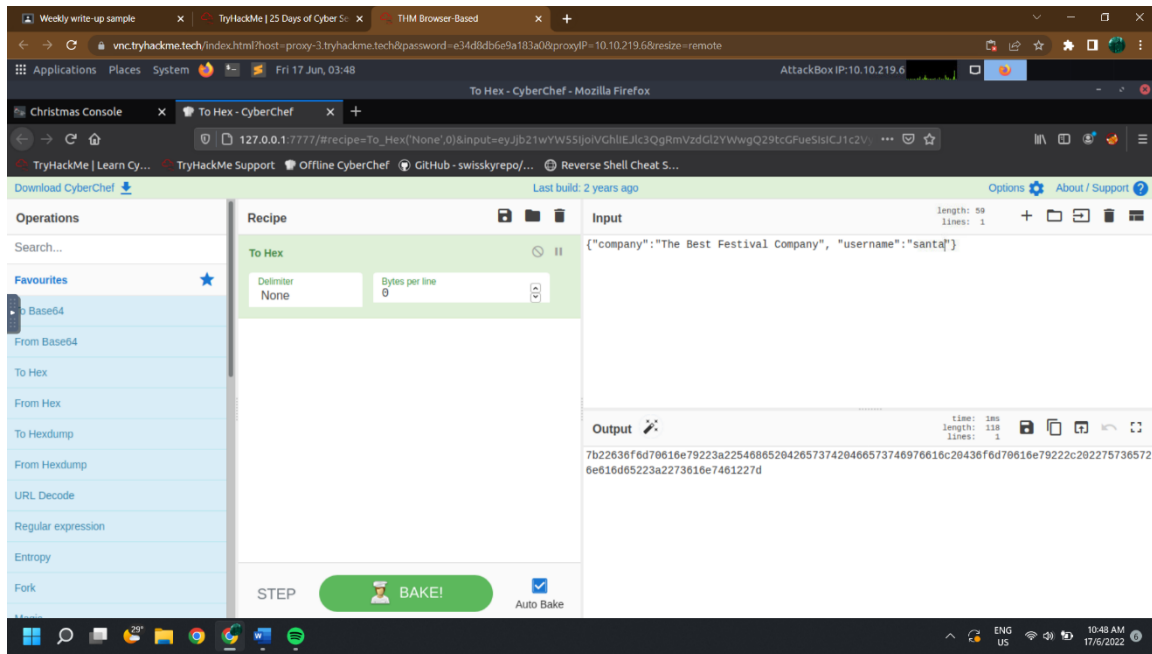 Weekly write-up sample
TryHackMe | 25 Days of Cyber Se
THM Browser-Based
vnc.tryhackme.tech/index.html?host=proxy-3.tryhackme.tech&password=e34d8db6e9a183a0&proxyIP=10.10.219.6&resize=remote
Applications Places System Fri 17 Jun, 03:48 AttackBox IP:10.10.219.6
To Hex - CyberChef - Mozilla Firefox
Christmas Console To Hex - CyberChef
127.0.0.1:7777/#recipe=To_Hex('None',0)&input=eyJjb21wYW55IjoiVGhlIEJlc3QgRmVzdGl2YWwgQ29tcGFueSIsICJ1c2Vy
TryHackMe | Learn Cy... TryHackMe Support Offline CyberChef GitHub - swisskyrepo/... Reverse Shell Cheat S...
Download CyberChef Last build: 2 years ago Options About / Support
Operations
Search...
Favourites
To Base64
From Base64
To Hex
From Hex
To Hexdump
From Hexdump
URL Decode
Regular expression
Entropy
Fork
Recipe
To Hex
Delimiter
None
Bytes per line
0
STEP
BAKE!
Auto Bake
Input
length: 59
lines: 1
{"company":"The Best Festival Company", "username":"santa"}
Output
time: 1ms
length: 118
lines: 1
7b22636f6d70616e79223a2254686520426573742046657374976616c20436f6d70616e79222c202275736572
6e616d65223a2273616e7461227d
29°
ENG
US
10:48 AM
17/6/2022
6